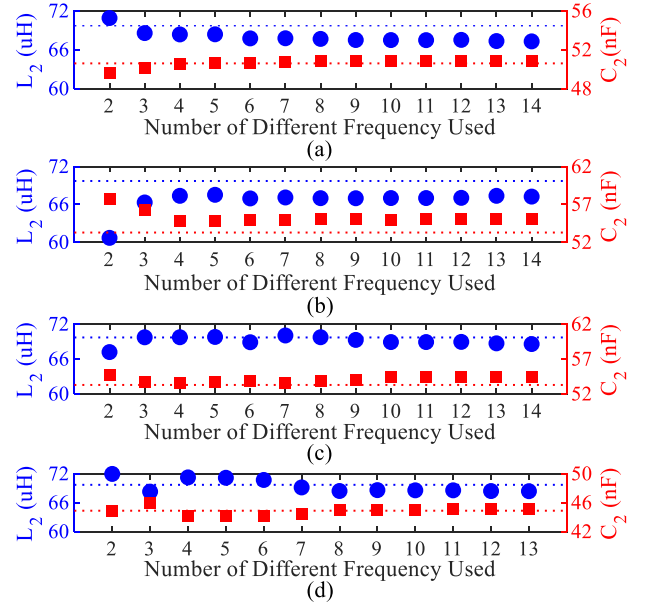 72 56
66 52
60 48
L2 (uH) C2 (nF)
2 3 4 5 6 7 8 9 10 11 12 13 14
Number of Different Frequency Used
(a)
72 62
66 57
60 52
L2 (uH) C2 (nF)
2 3 4 5 6 7 8 9 10 11 12 13 14
Number of Different Frequency Used
(b)
72 62
66 57
60 52
L2 (uH) C2 (nF)
2 3 4 5 6 7 8 9 10 11 12 13 14
Number of Different Frequency Used
(c)
72 50
66 46
60 42
L2 (uH) C2 (nF)
2 3 4 5 6 7 8 9 10 11 12 13
Number of Different Frequency Used
(d)